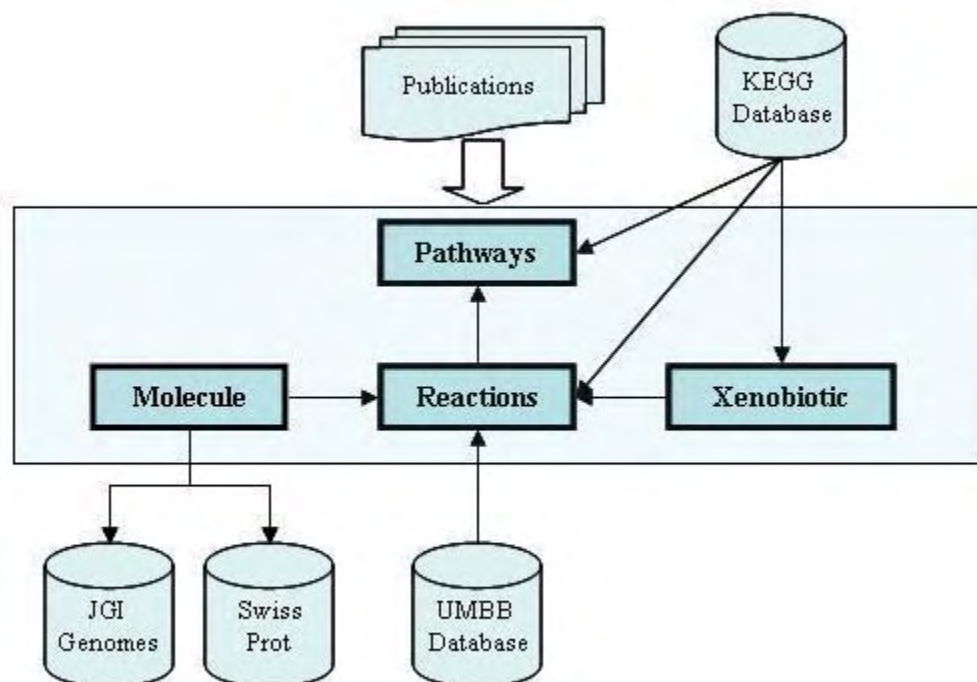 Publications
KEGG
Database
Pathways
Molecule
Reactions
Xenobiotic
JGI
Genomes
Swiss
Prot
UMBB
Database